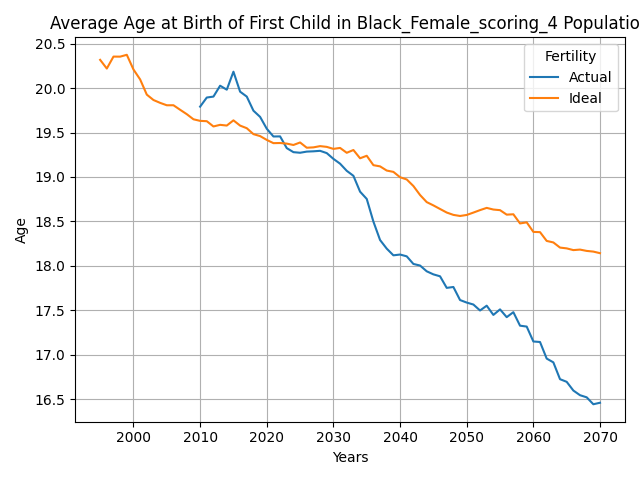 Average Age at Birth of First Child in Black_Female_scoring_4 Populatio
Fertility
Actual
Ideal
Age
20.5
20.0
19.5
19.0
18.5
18.0
17.5
17.0
16.5
2000 2010 2020 2030 2040 2050 2060 2070
Years